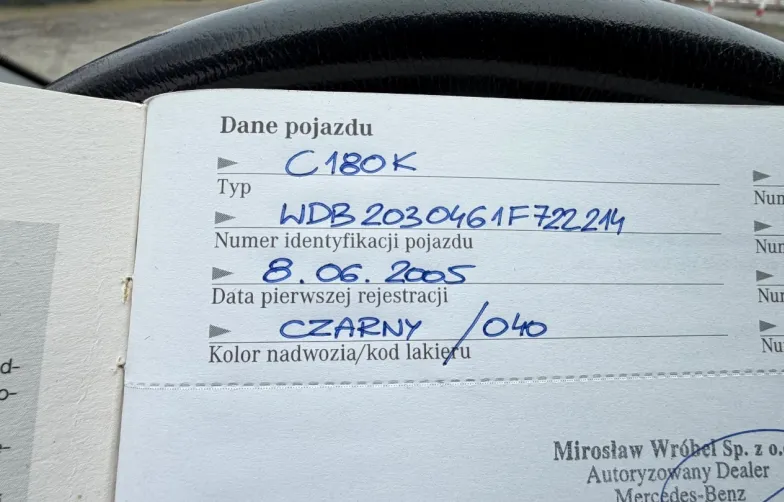 Dane pojazdu
C180K
Typ
WDB2030461F722214
Numer identyfikacji pojazdu
8.06.2005
Data pierwszej rejestracji
CZARNY /040
Kolor nadwozia/kod lakieru
Mirosław Wróbel Sp. z o.
Autoryzowany Dealer
Mercedes-Benz